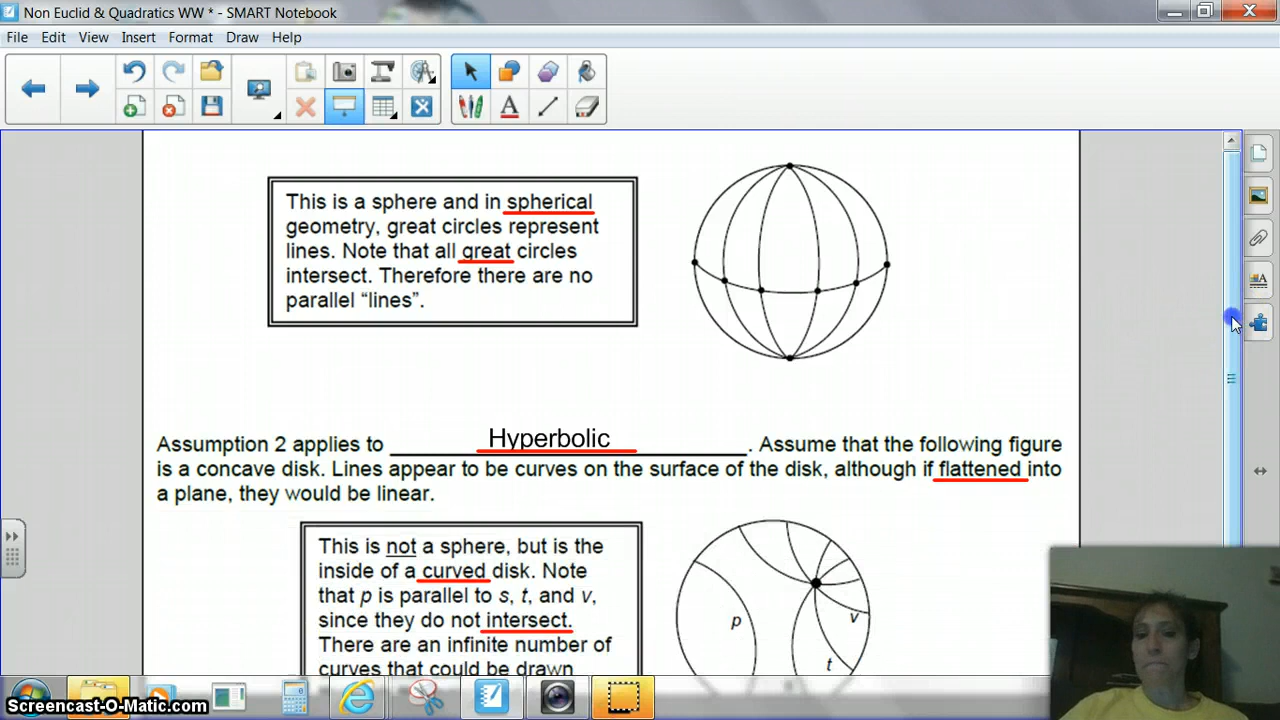 Non Euclid & Quadratics WW * - SMART Notebook
File Edit View Insert Format Draw Help
This is a sphere and in spherical
geometry, great circles represent
lines. Note that all great circles
intersect. Therefore there are no
parallel “lines”.
Assumption 2 applies to Hyperbolic. Assume that the following figure
is a concave disk. Lines appear to be curves on the surface of the disk, although if flattened into
a plane, they would be linear.
This is not a sphere, but is the
inside of a curved disk. Note
that p is parallel to s, t, and v,
since they do not intersect.
There are an infinite number of
curves that could be drawn
p
v
t
Screencast-O-Matic.com